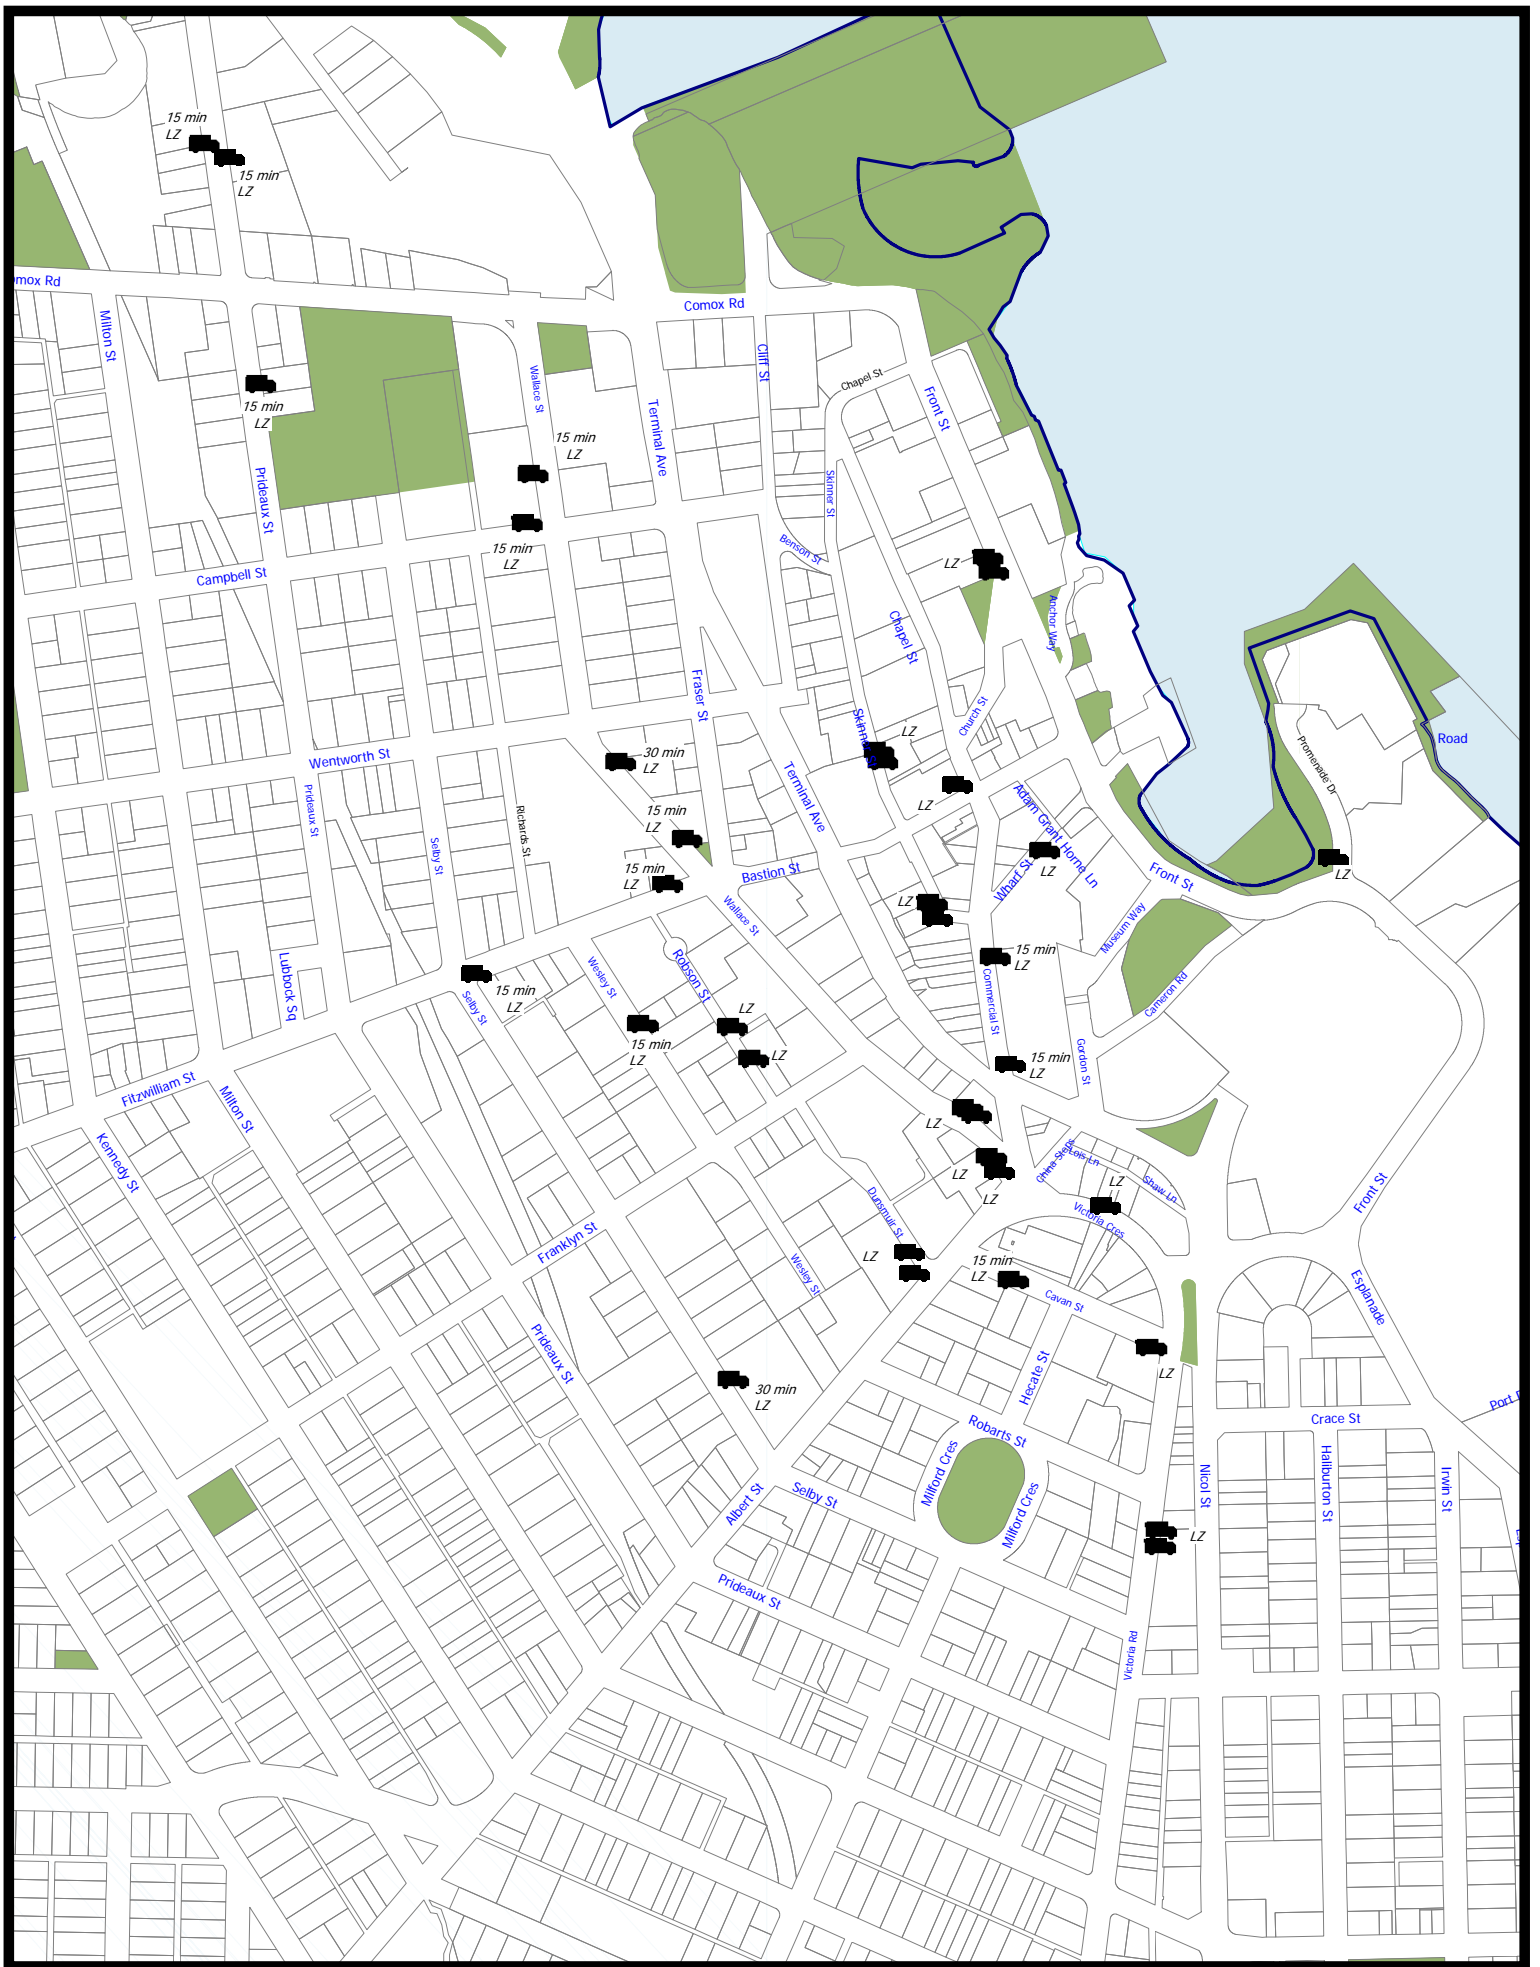 15 min
LZ
15 min
LZ
mox Rd
Comox Rd
Milton St
Cliff St
Wallace St
Chapel St
15 min
LZ
Front St
Terminal Ave
15 min
LZ
Prideaux St
Skinner St
15 min
LZ
Benson St
LZ
Campbell St
Anchor Way
Chapel St
Fraser St
Church St
Skinner St
LZ
Road
30 min
LZ
Wentworth St
Promenade Dr
Terminal Ave
LZ
Adam Grant Horne Ln
Prideaux St
Richards St
15 min
LZ
Selby St
Wharf St
LZ
LZ
15 min
LZ
Bastion St
Front St
LZ
Wallace St
Museum Way
15 min
LZ
Robson St
Wesley St
Lubbock Sq
15 min
LZ
Selby St
Commercial St
Cameron Rd
LZ
15 min
LZ
LZ
Gordon St
15 min
LZ
Fitzwilliam St
Milton St
LZ
Kennedy St
China Steps
Lois Ln
LZ
LZ
LZ
Shaw Ln
Front St
Dunsmuir St
Victoria Cres
Franklyn St
LZ
Wesley St
15 min
LZ
Cavan St
Esplanade
Prideaux St
Hecate St
LZ
30 min
LZ
Port
Crace St
Robarts St
Milford Cres
Milford Cres
Nicol St
Haliburton St
Irwin St
Albert St
Selby St
LZ
Prideaux St
Victoria Rd